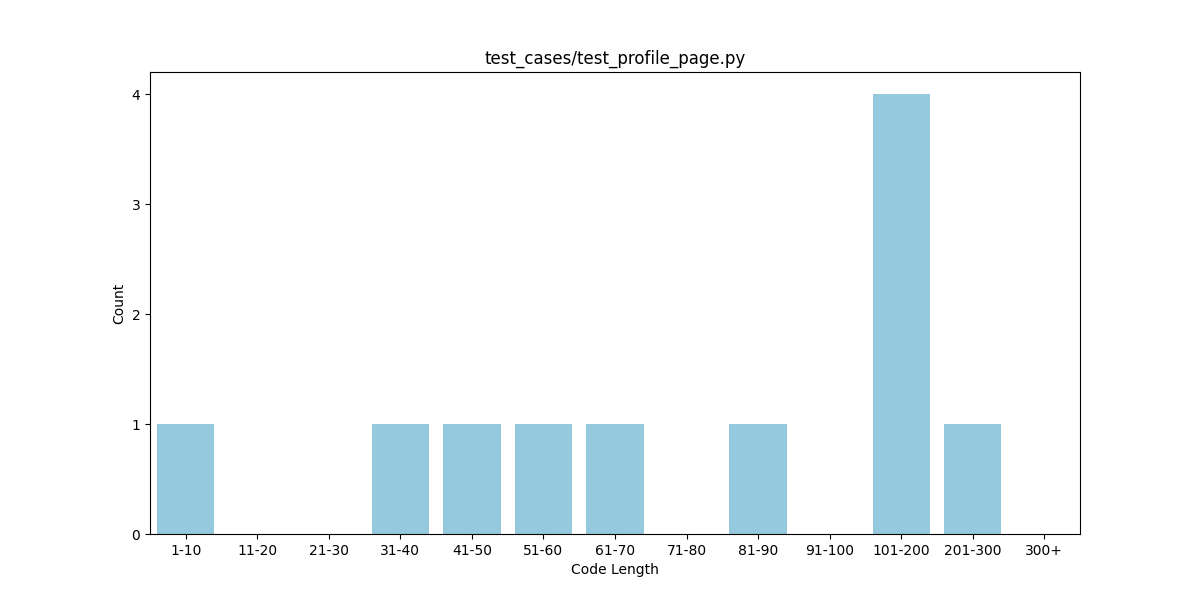 test_cases/test_profile_page.py
Count
4
3
2
1
0
1-10 11-20 21-30 31-40 41-50 51-60 61-70 71-80 81-90 91-100 101-200 201-300 300+
Code Length